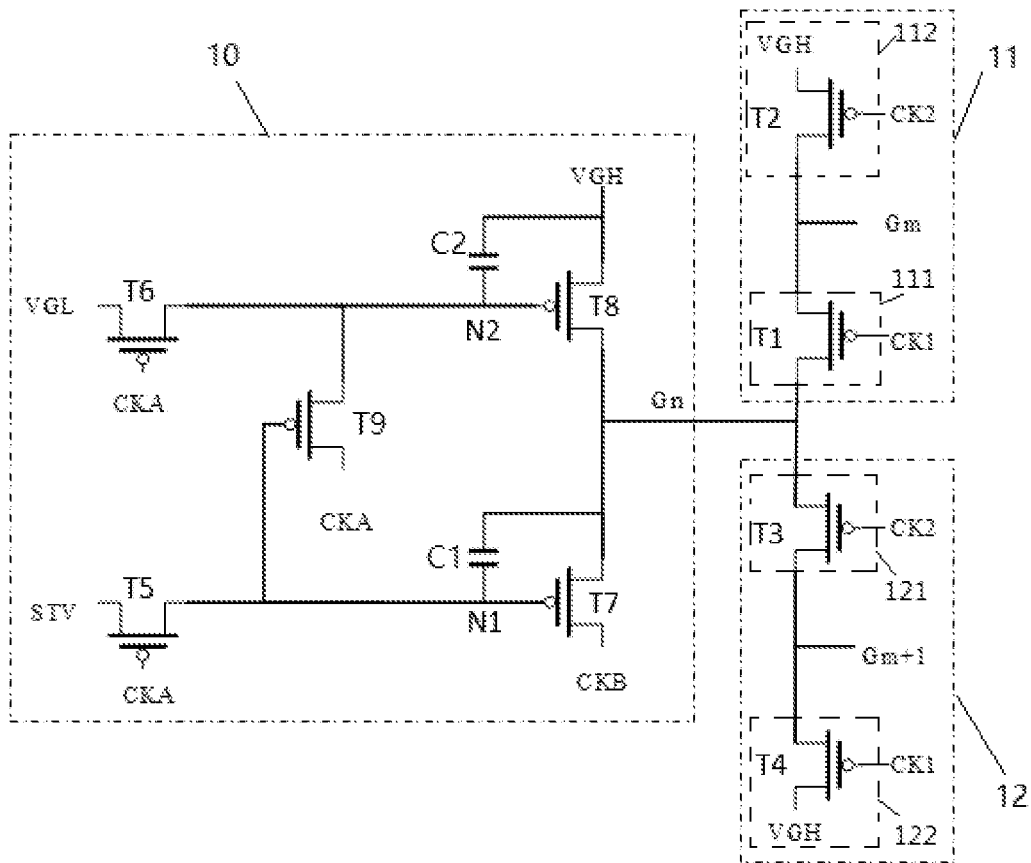 10
VGH
C2
T6
VGL
T8
N2
CKA
T9
Gn
CKA
C1
T5
STV
T7
N1
CKA
CKB
112
11
VGH
T2
CK2
Gm
111
T1
CK1
T3
CK2
121
Gm+1
T4
CK1
12
VGH
122